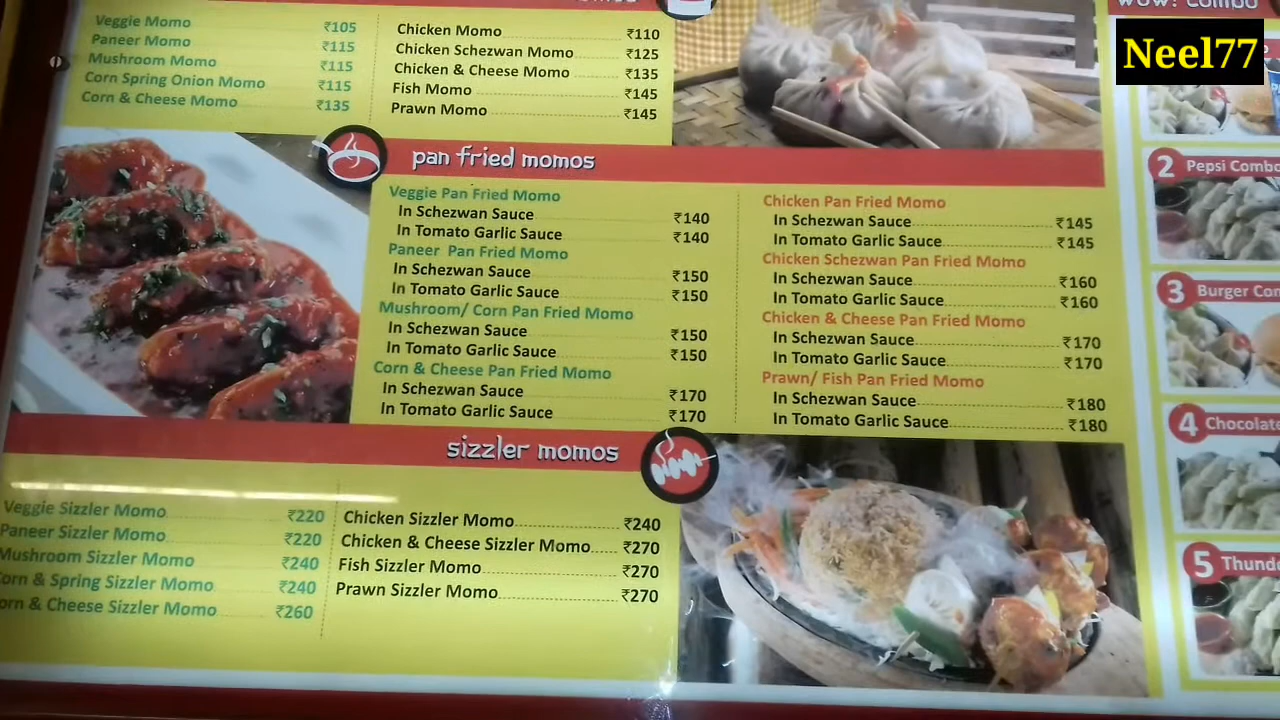 wow! combo
Neel77
Veggie Momo ₹105
Paneer Momo ₹115
Mushroom Momo ₹115
Corn Spring Onion Momo ₹115
Corn & Cheese Momo ₹135
Chicken Momo ₹110
Chicken Schezwan Momo ₹125
Chicken & Cheese Momo ₹135
Fish Momo ₹145
Prawn Momo ₹145
pan fried momos
Veggie Pan Fried Momo
In Schezwan Sauce ₹140
In Tomato Garlic Sauce ₹140
Paneer Pan Fried Momo
In Schezwan Sauce ₹150
In Tomato Garlic Sauce ₹150
Mushroom/ Corn Pan Fried Momo
In Schezwan Sauce ₹150
In Tomato Garlic Sauce ₹150
Corn & Cheese Pan Fried Momo
In Schezwan Sauce ₹170
In Tomato Garlic Sauce ₹170
Chicken Pan Fried Momo
In Schezwan Sauce ₹145
In Tomato Garlic Sauce ₹145
Chicken Schezwan Pan Fried Momo
In Schezwan Sauce ₹160
In Tomato Garlic Sauce ₹160
Chicken & Cheese Pan Fried Momo
In Schezwan Sauce ₹170
In Tomato Garlic Sauce ₹170
Prawn/ Fish Pan Fried Momo
In Schezwan Sauce ₹180
In Tomato Garlic Sauce ₹180
sizzler momos
Veggie Sizzler Momo ₹220
Paneer Sizzler Momo ₹220
Mushroom Sizzler Momo ₹240
Corn & Spring Sizzler Momo ₹240
Corn & Cheese Sizzler Momo ₹260
Chicken Sizzler Momo ₹240
Chicken & Cheese Sizzler Momo ₹270
Fish Sizzler Momo ₹270
Prawn Sizzler Momo ₹270
2 Pepsi Combo
3 Burger Com
4 Chocolate
5 Thunde